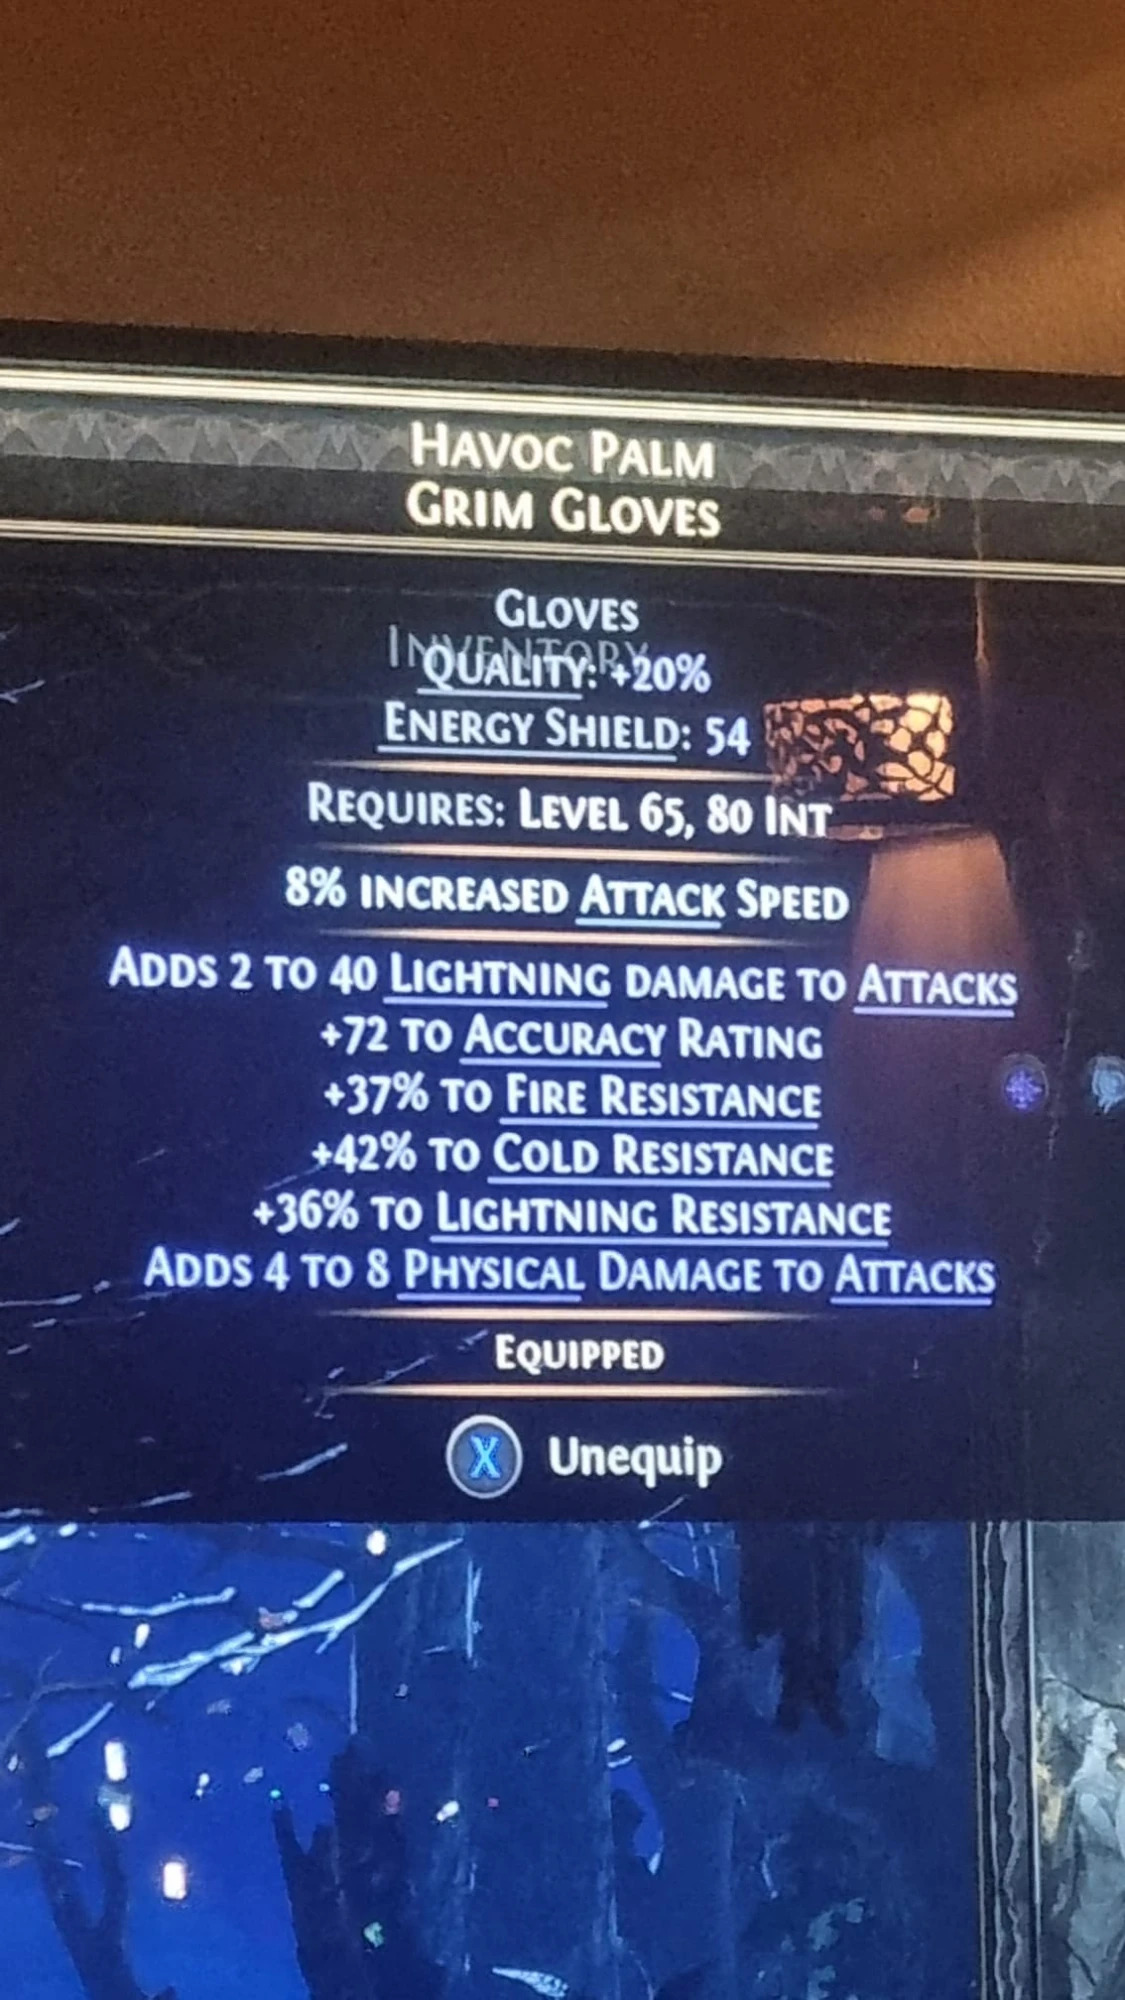 Havoc Palm
Grim Gloves
Gloves
Inventory
Quality: +20%
Energy Shield: 54
Requires: Level 65, 80 Int
8% increased Attack Speed
Adds 2 to 40 Lightning damage to Attacks
+72 to Accuracy Rating
+37% to Fire Resistance
+42% to Cold Resistance
+36% to Lightning Resistance
Adds 4 to 8 Physical Damage to Attacks
Equipped
X Unequip